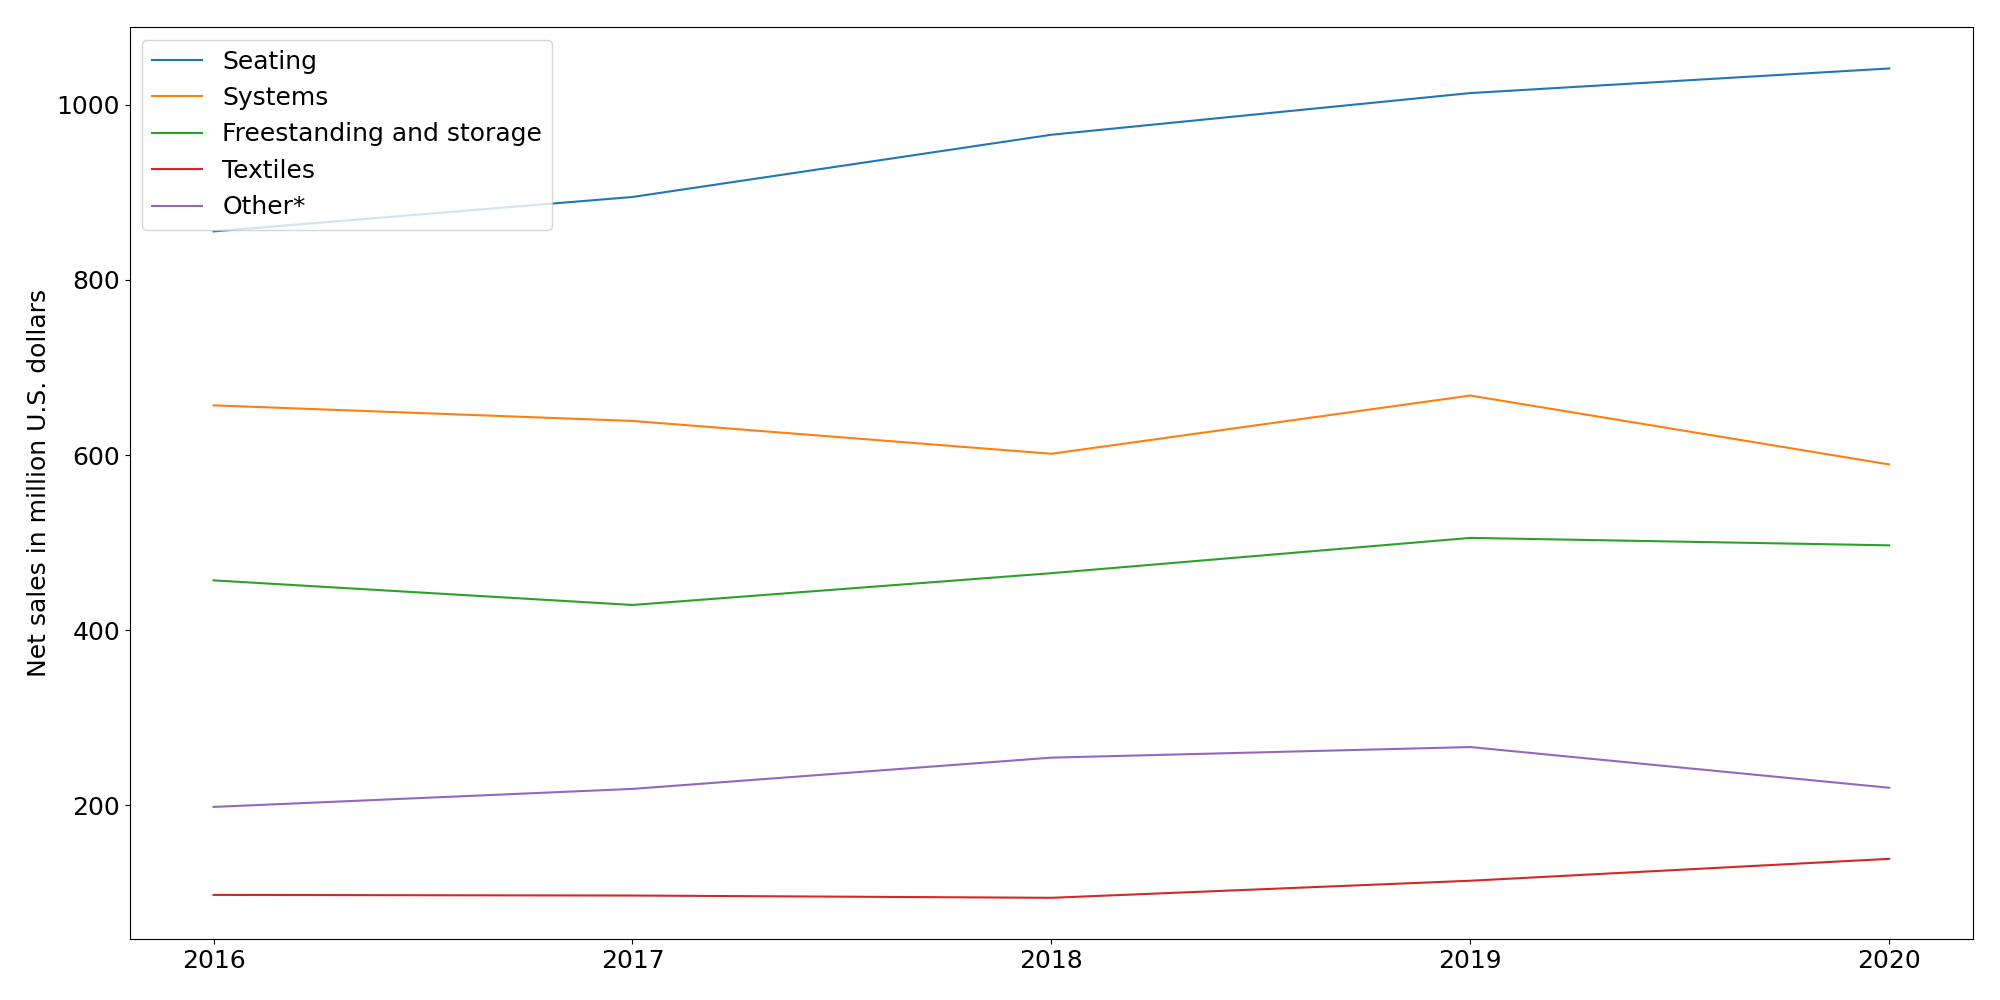 Seating
Systems
Freestanding and storage
Textiles
Other*
Net sales in million U.S. dollars
1000
800
600
400
200
2016 2017 2018 2019 2020